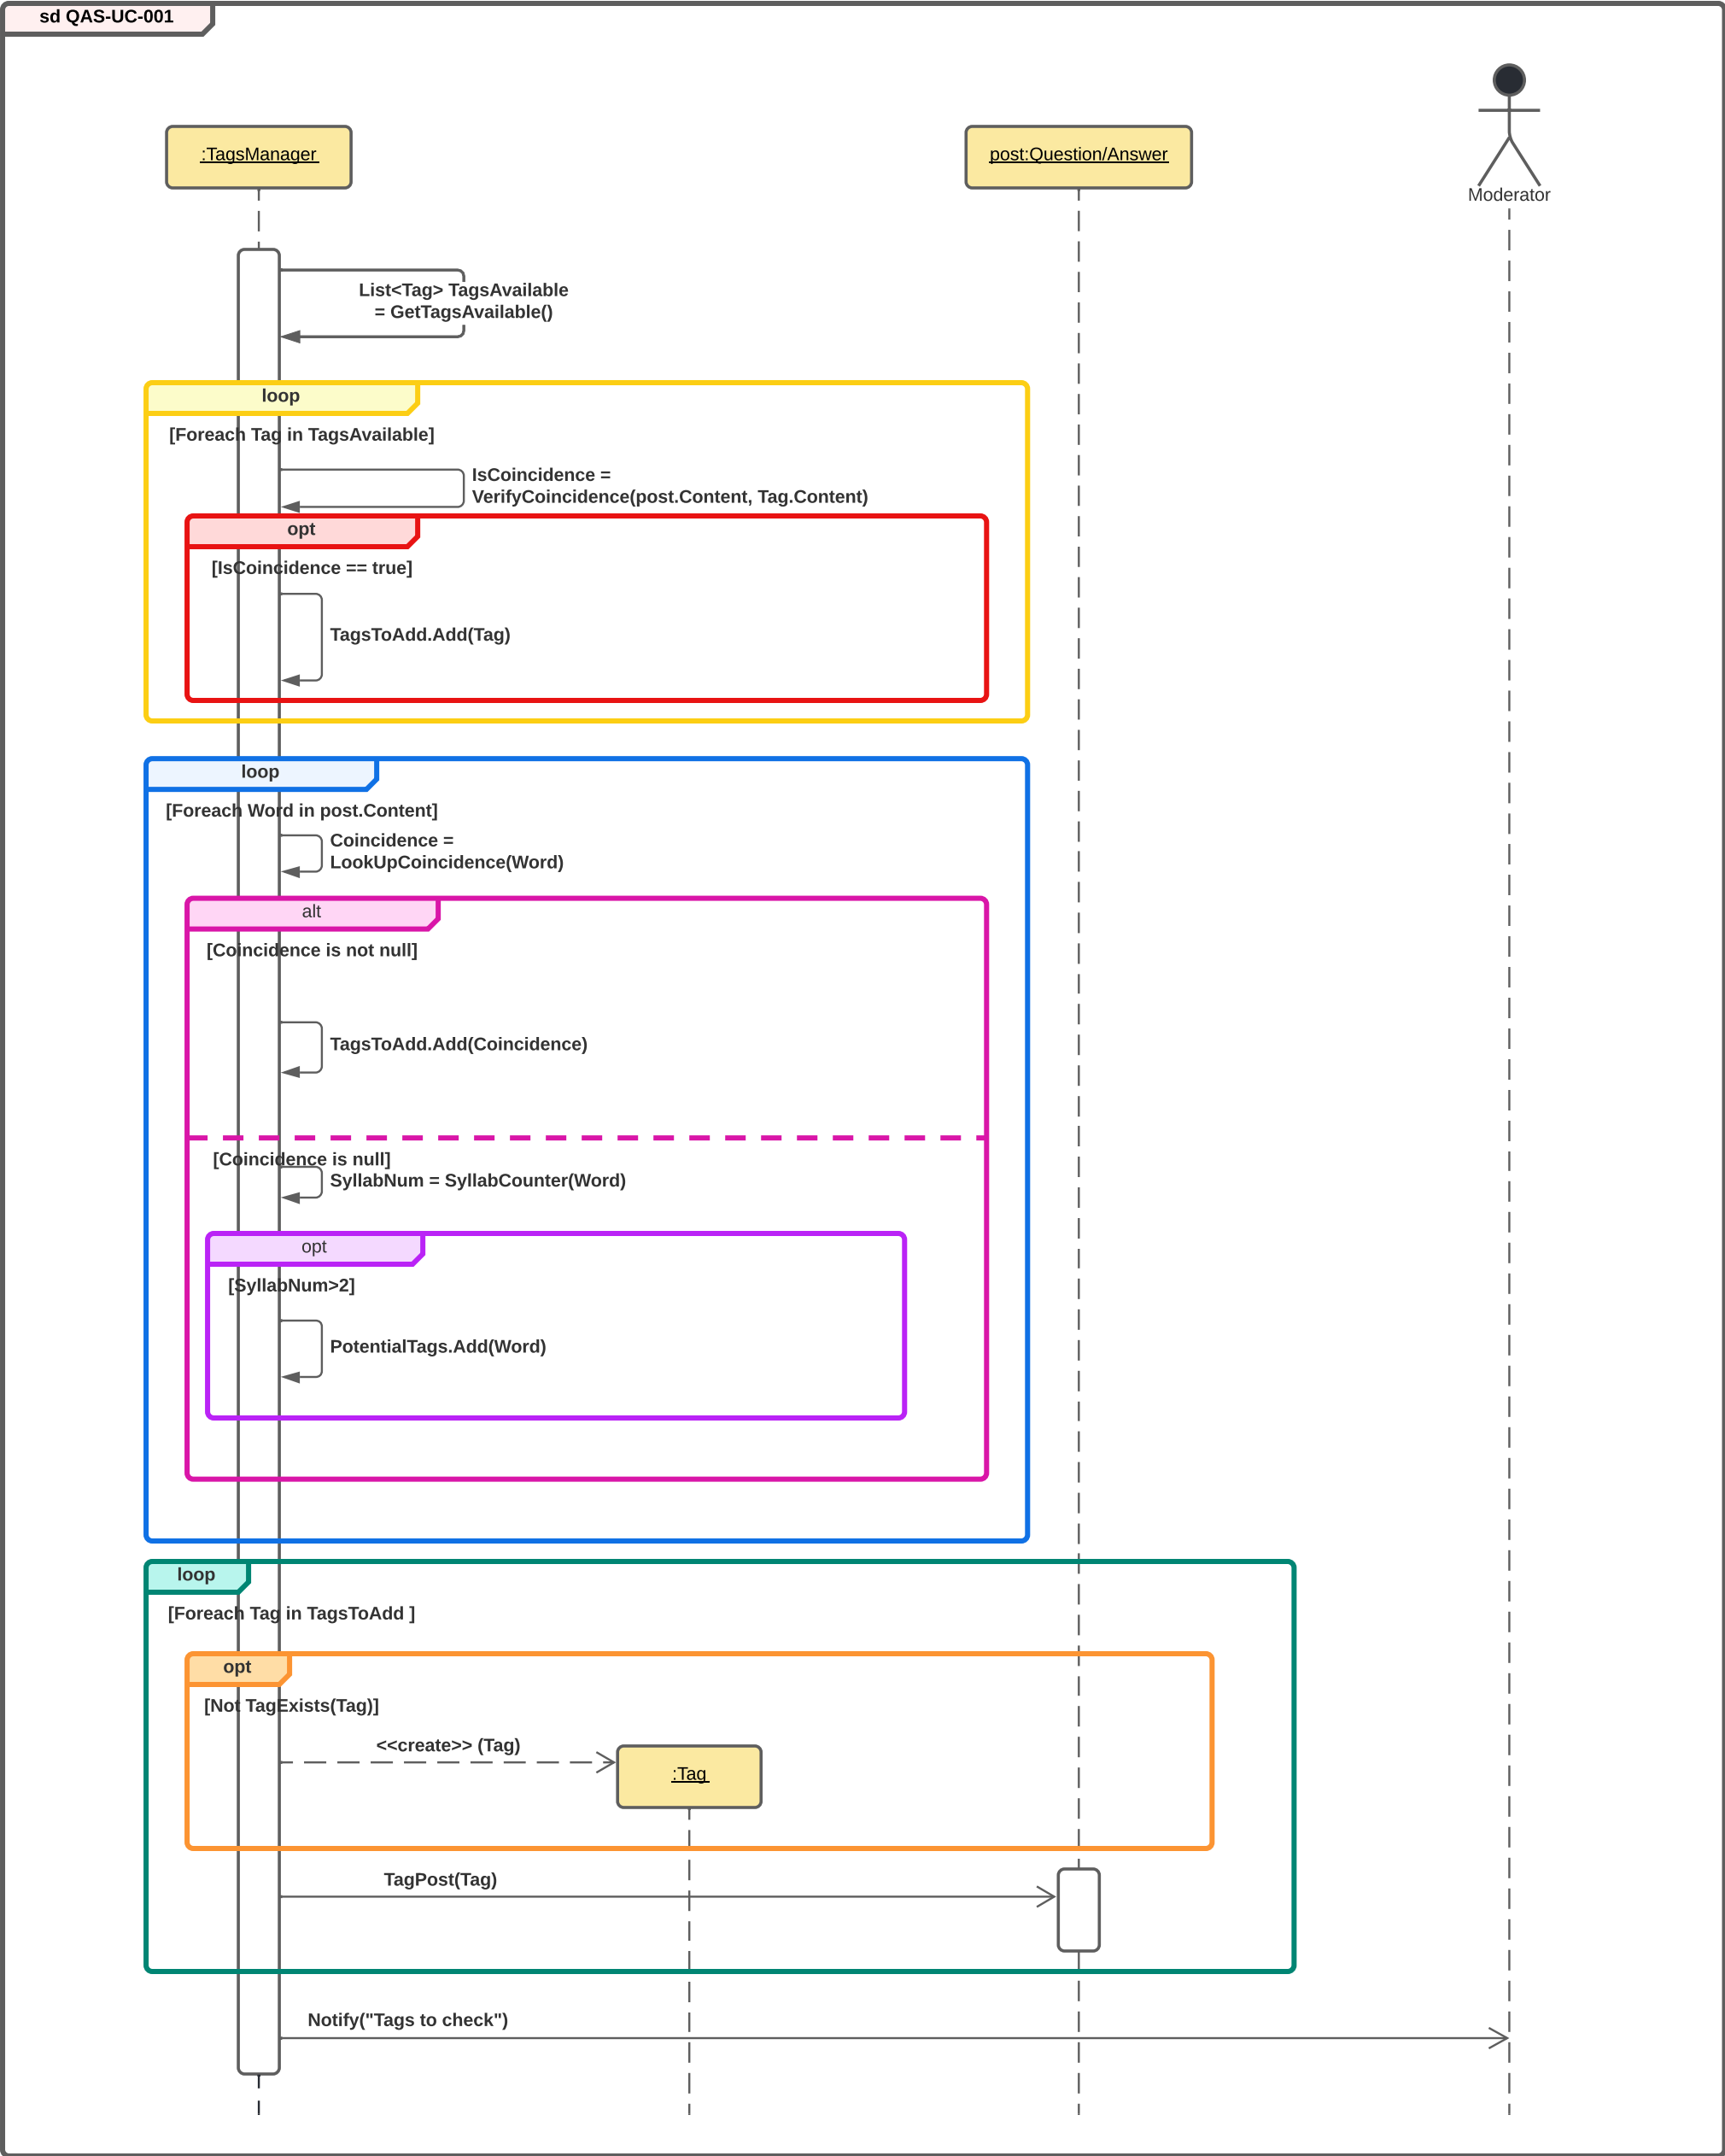 sd QAS-UC-001
:TagsManager
post:Question/Answer
Moderator
List<Tag> TagsAvailable
= GetTagsAvailable()
loop
[Foreach Tag in TagsAvailable]
IsCoincidence =
VerifyCoincidence(post.Content, Tag.Content)
opt
[IsCoincidence == true]
TagsToAdd.Add(Tag)
loop
[Foreach Word in post.Content]
Coincidence =
LookUpCoincidence(Word)
alt
[Coincidence is not null]
TagsToAdd.Add(Coincidence)
[Coincidence is null]
SyllabNum = SyllabCounter(Word)
opt
[SyllabNum>2]
PotentialTags.Add(Word)
loop
[Foreach Tag in TagsToAdd ]
opt
[Not TagExists(Tag)]
<<create>> (Tag)
:Tag
TagPost(Tag)
Notify("Tags to check")